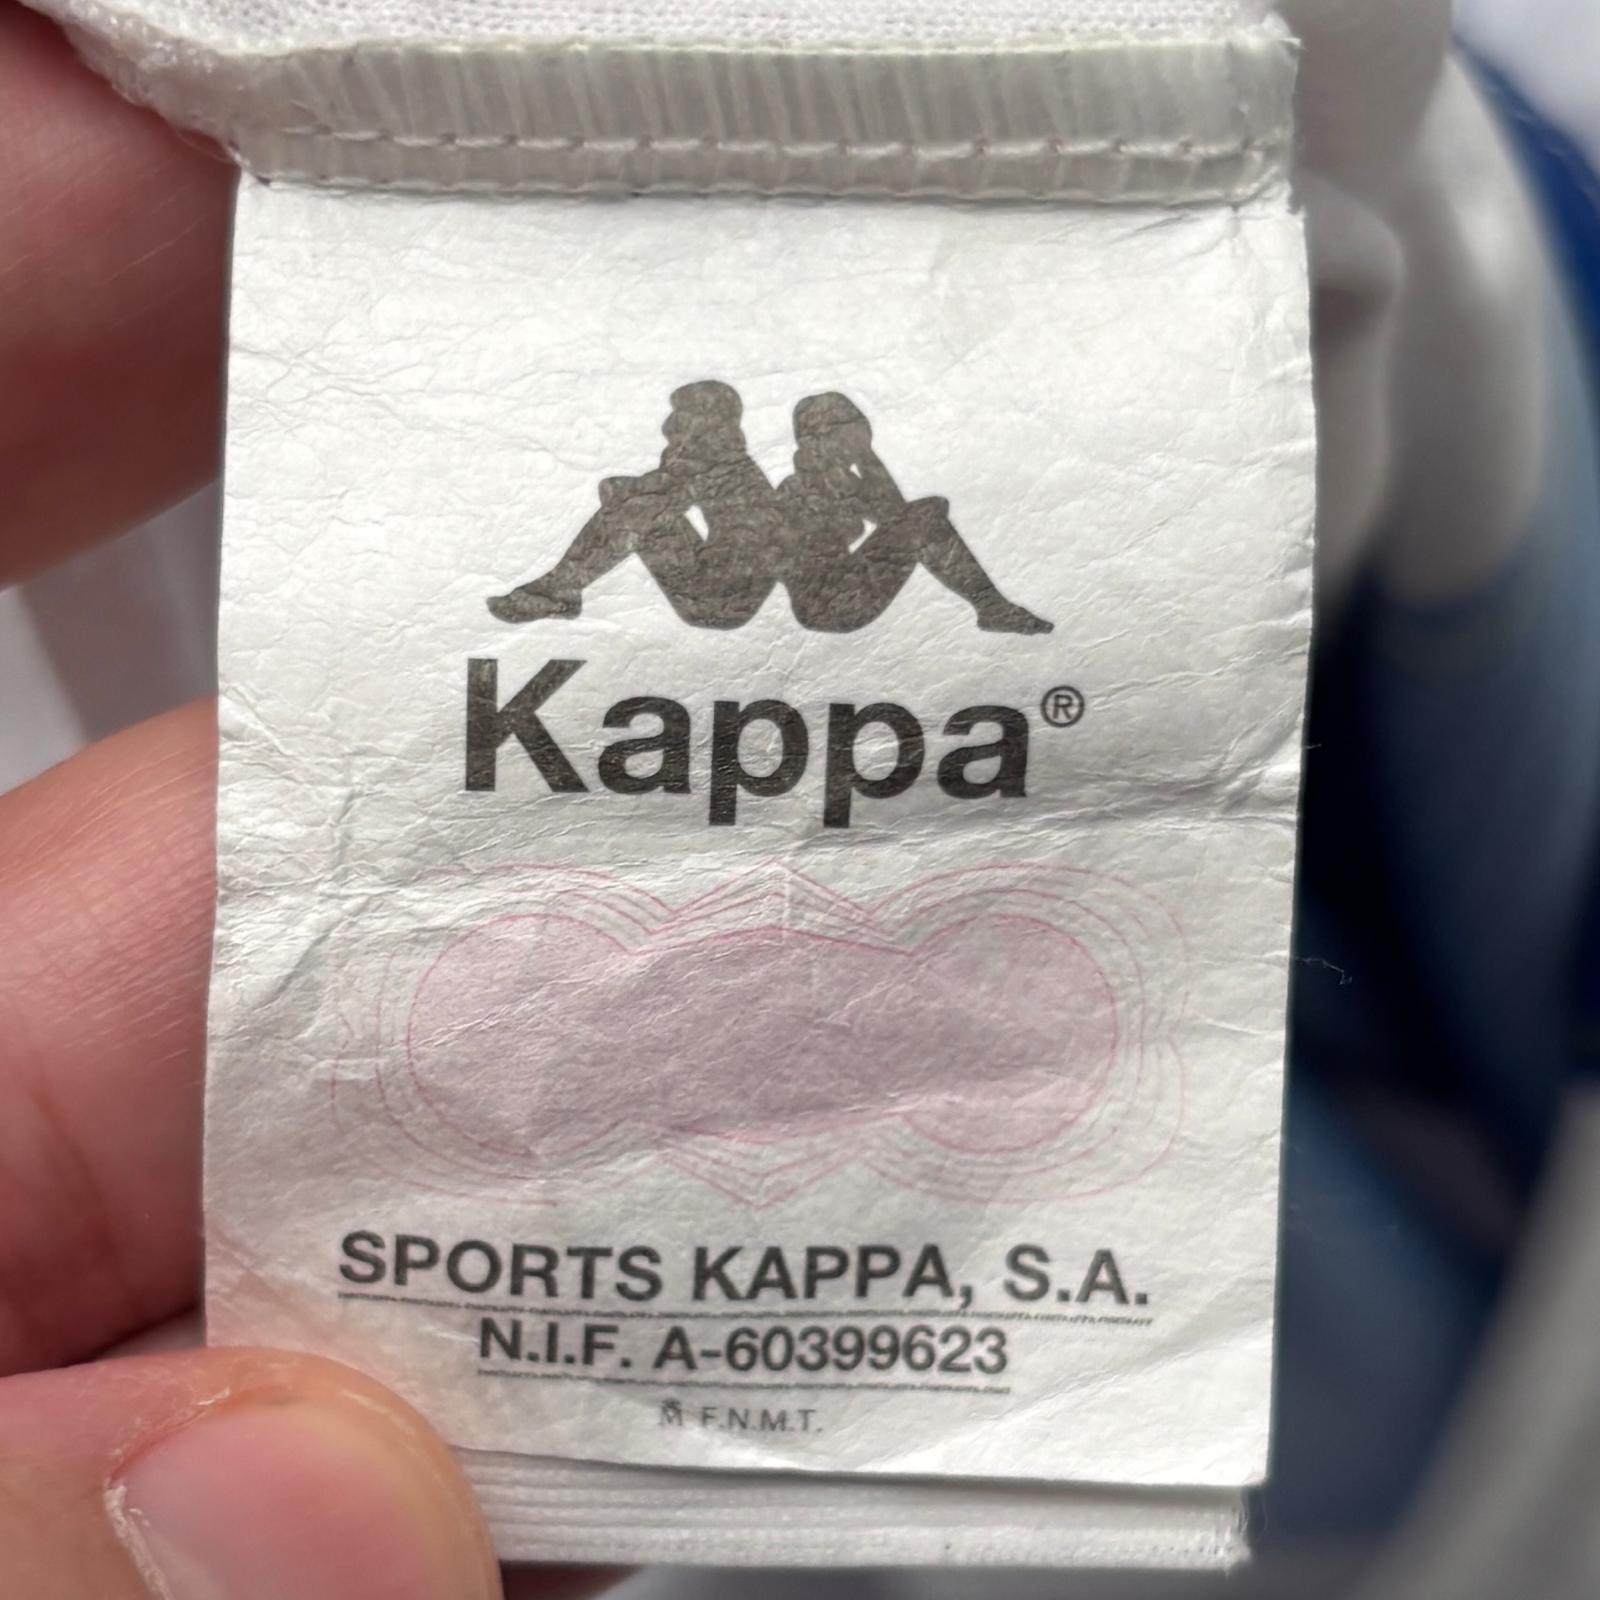 Kappa®
SPORTS KAPPA, S.A.
N.I.F. A-60399623
F.N.M.T.